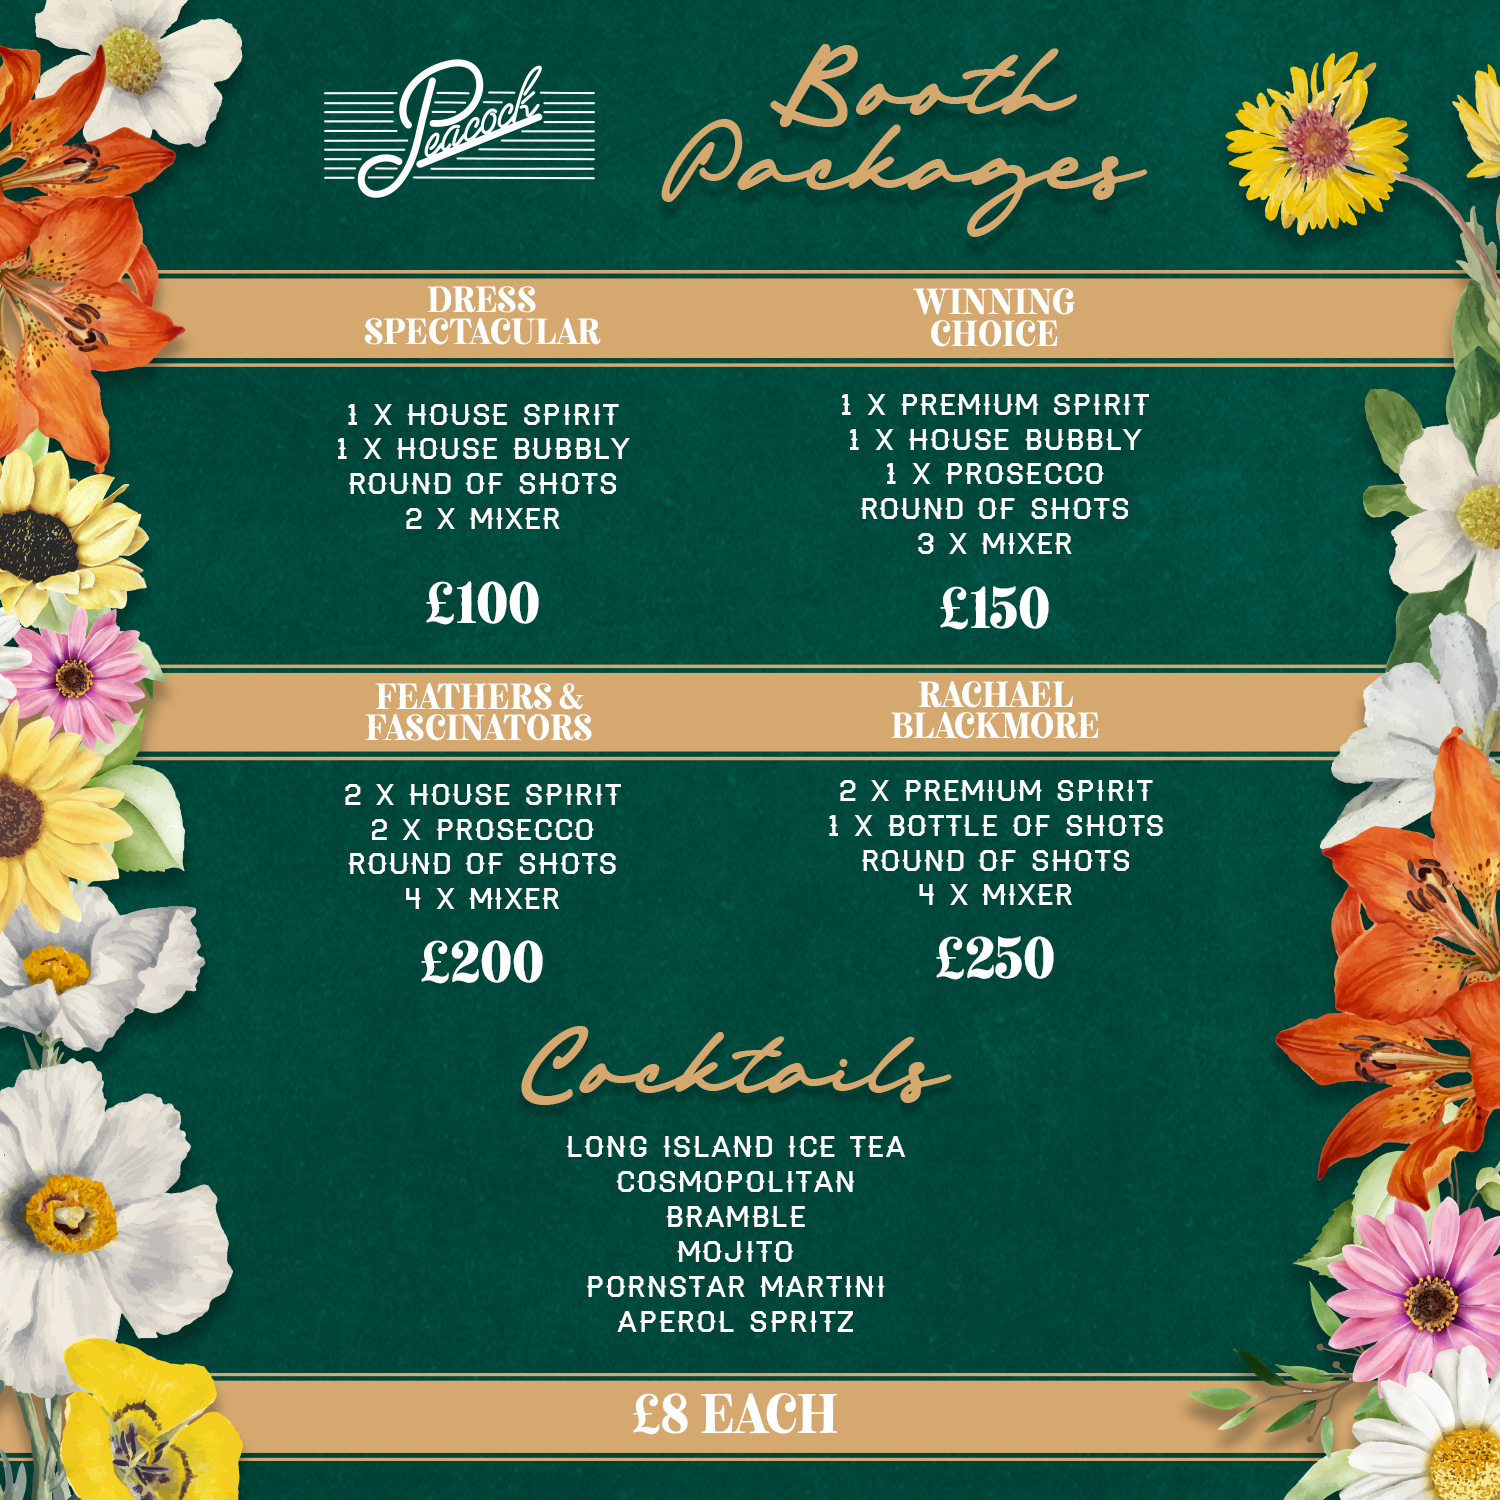 Peacock
Booth
Packages
DRESS
SPECTACULAR
1 X HOUSE SPIRIT
1 X HOUSE BUBBLY
ROUND OF SHOTS
2 X MIXER
£100
WINNING
CHOICE
1 X PREMIUM SPIRIT
1 X HOUSE BUBBLY
1 X PROSECCO
ROUND OF SHOTS
3 X MIXER
£150
FEATHERS &
FASCINATORS
2 X HOUSE SPIRIT
2 X PROSECCO
ROUND OF SHOTS
4 X MIXER
£200
RACHAEL
BLACKMORE
2 X PREMIUM SPIRIT
1 X BOTTLE OF SHOTS
ROUND OF SHOTS
4 X MIXER
£250
Cocktails
LONG ISLAND ICE TEA
COSMOPOLITAN
BRAMBLE
MOJITO
PORNSTAR MARTINI
APEROL SPRITZ
£8 EACH